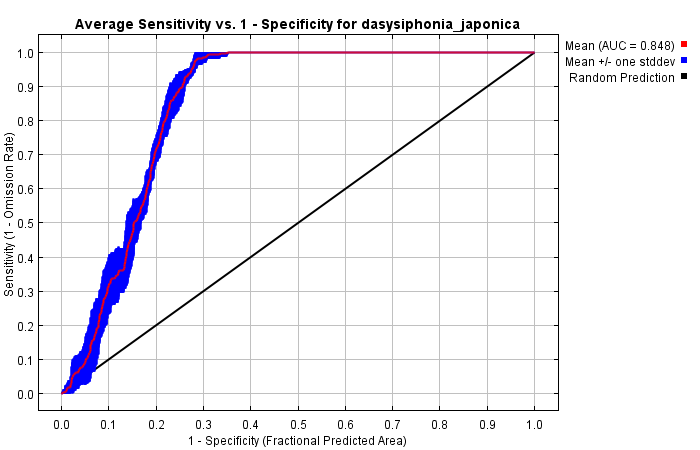 Average Sensitivity vs. 1 - Specificity for dasysiphonia_japonica
Mean (AUC = 0.848)
Mean +/- one stddev
Random Prediction
Sensitivity (1 - Omission Rate)
1.0
0.9
0.8
0.7
0.6
0.5
0.4
0.3
0.2
0.1
0.0
0.0 0.1 0.2 0.3 0.4 0.5 0.6 0.7 0.8 0.9 1.0
1 - Specificity (Fractional Predicted Area)